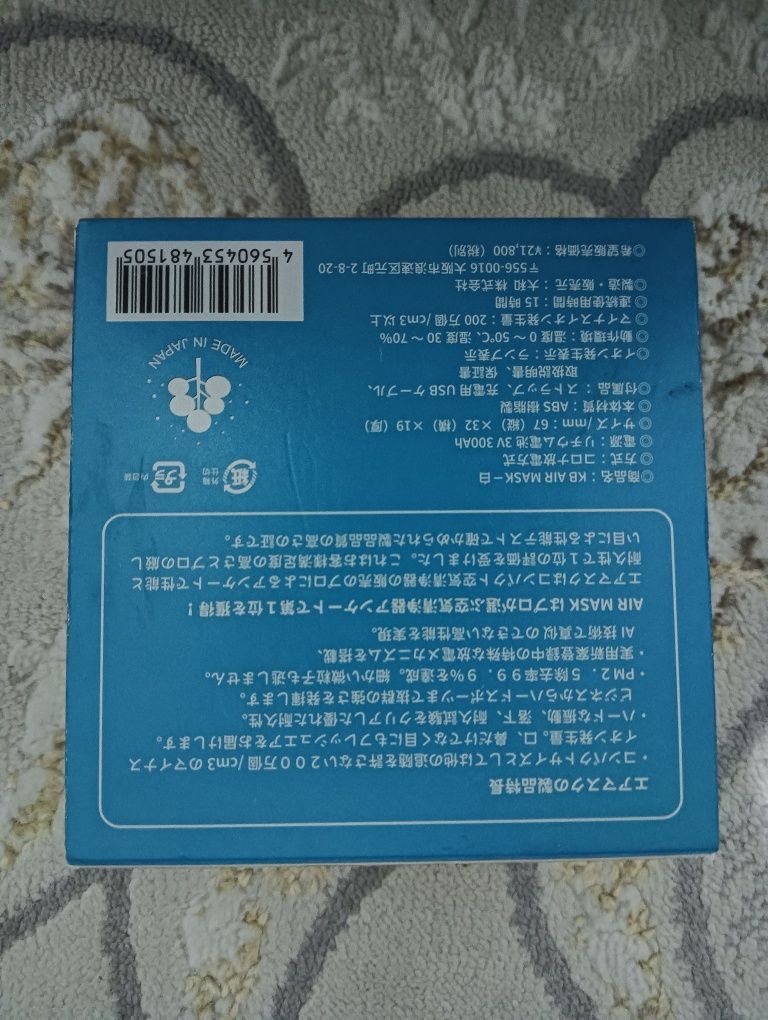 エアマスクの製品特長
・コンパクトサイズとしては他の追随を許さない２００万個/cm3 のマイナス
イオン発生量。口、鼻だけでなく目にもフレッシュエアをお届けします。
・ハードな振動、落下、耐久試験をクリアした優れた耐久性。
ビジネスからハードスポーツまで抜群の強さを発揮します。
・PM２．５除去率９９．９％を達成。細かい微粒子も逃しません。
・実用新案登録中の特殊な放電メカニズムを搭載、
AI 技術で真似のできない高性能を実現。
AIR MASK はプロが選ぶ空気清浄器アンケートで第１位を獲得！
エアマスクはコンパクト空気清浄器の販売のプロによるアンケートで性能と
耐久性で１位の評価を受けました。これはお客様満足度の高さとプロの厳し
い目による性能テストで確かめられた製品品質の高さの証です。
◎商品名：KB AIR MASK－白
◎方式：コロナ放電方式
◎電源：リチウム電池 3V 300Ah
◎サイズ/mm：67（縦）×32（横）×19（厚）
◎本体材質：ABS 樹脂製
◎付属品：ストラップ、充電用 USB ケーブル、
取扱説明書、保証書
◎イオン発生表示：ランプ表示
◎動作環境：温度 0 ～ 50℃、湿度 30 ～ 70％
◎マイナスイオン発生量：200 万個 /cm3 以上
◎連続使用時間：15 時間
◎製造・販売元：大和 株式会社
〒556-0016 大阪市浪速区元町 2-8-20
◎希望販売価格：¥21,800（税別）
紙
外箱
仕切
プラ
内包装
MADE IN JAPAN
4 560453 481505